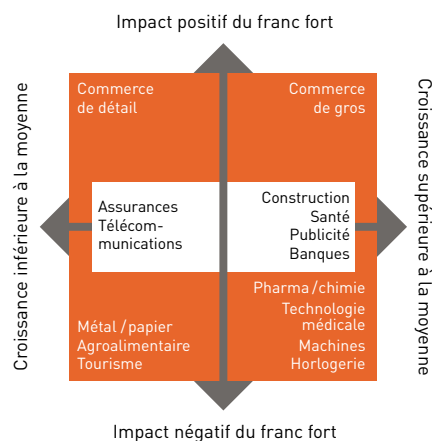 Impact positif du franc fort
Commerce
de détail
Commerce
de gros
Croissance inférieure à la moyenne
Croissance supérieure à la moyenne
Assurances
Télécom-
munications
Construction
Santé
Publicité
Banques
Métal/papier
Agroalimentaire
Tourisme
Pharma/chimie
Technologie
médicale
Machines
Horlogerie
Impact négatif du franc fort